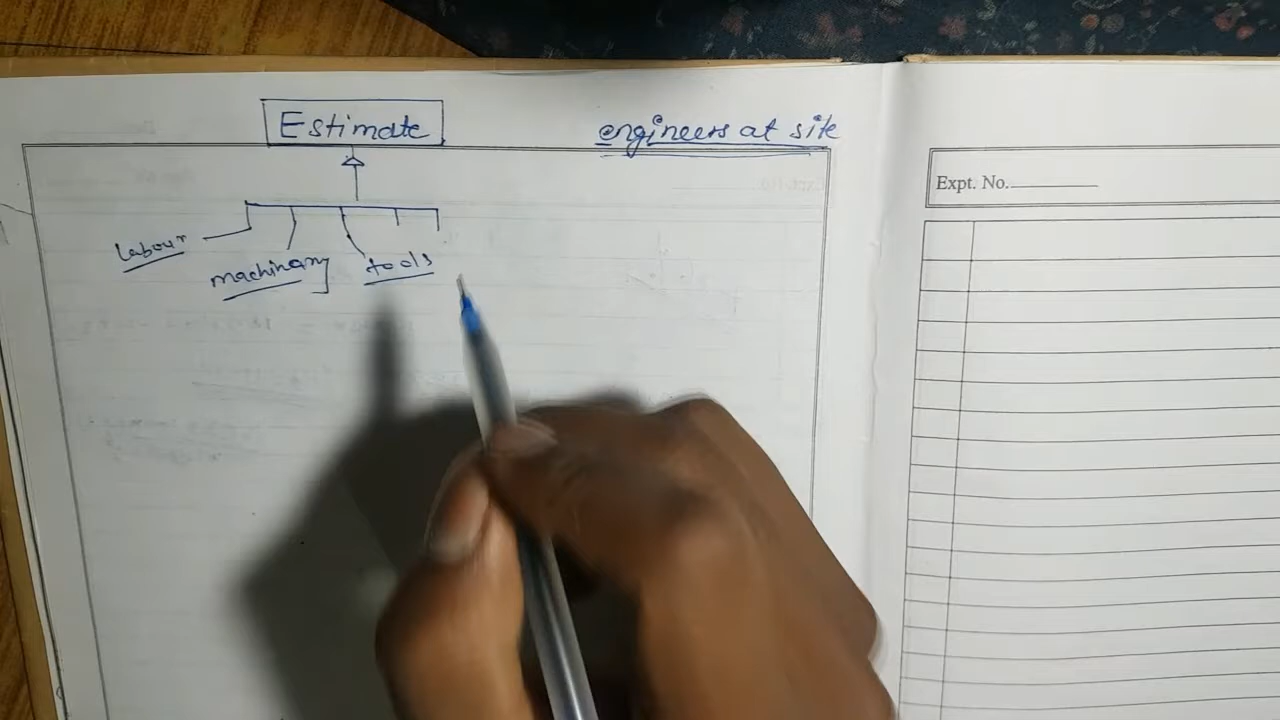 Estimate
engineers at site
Expt. No.
labour
machinary
tools